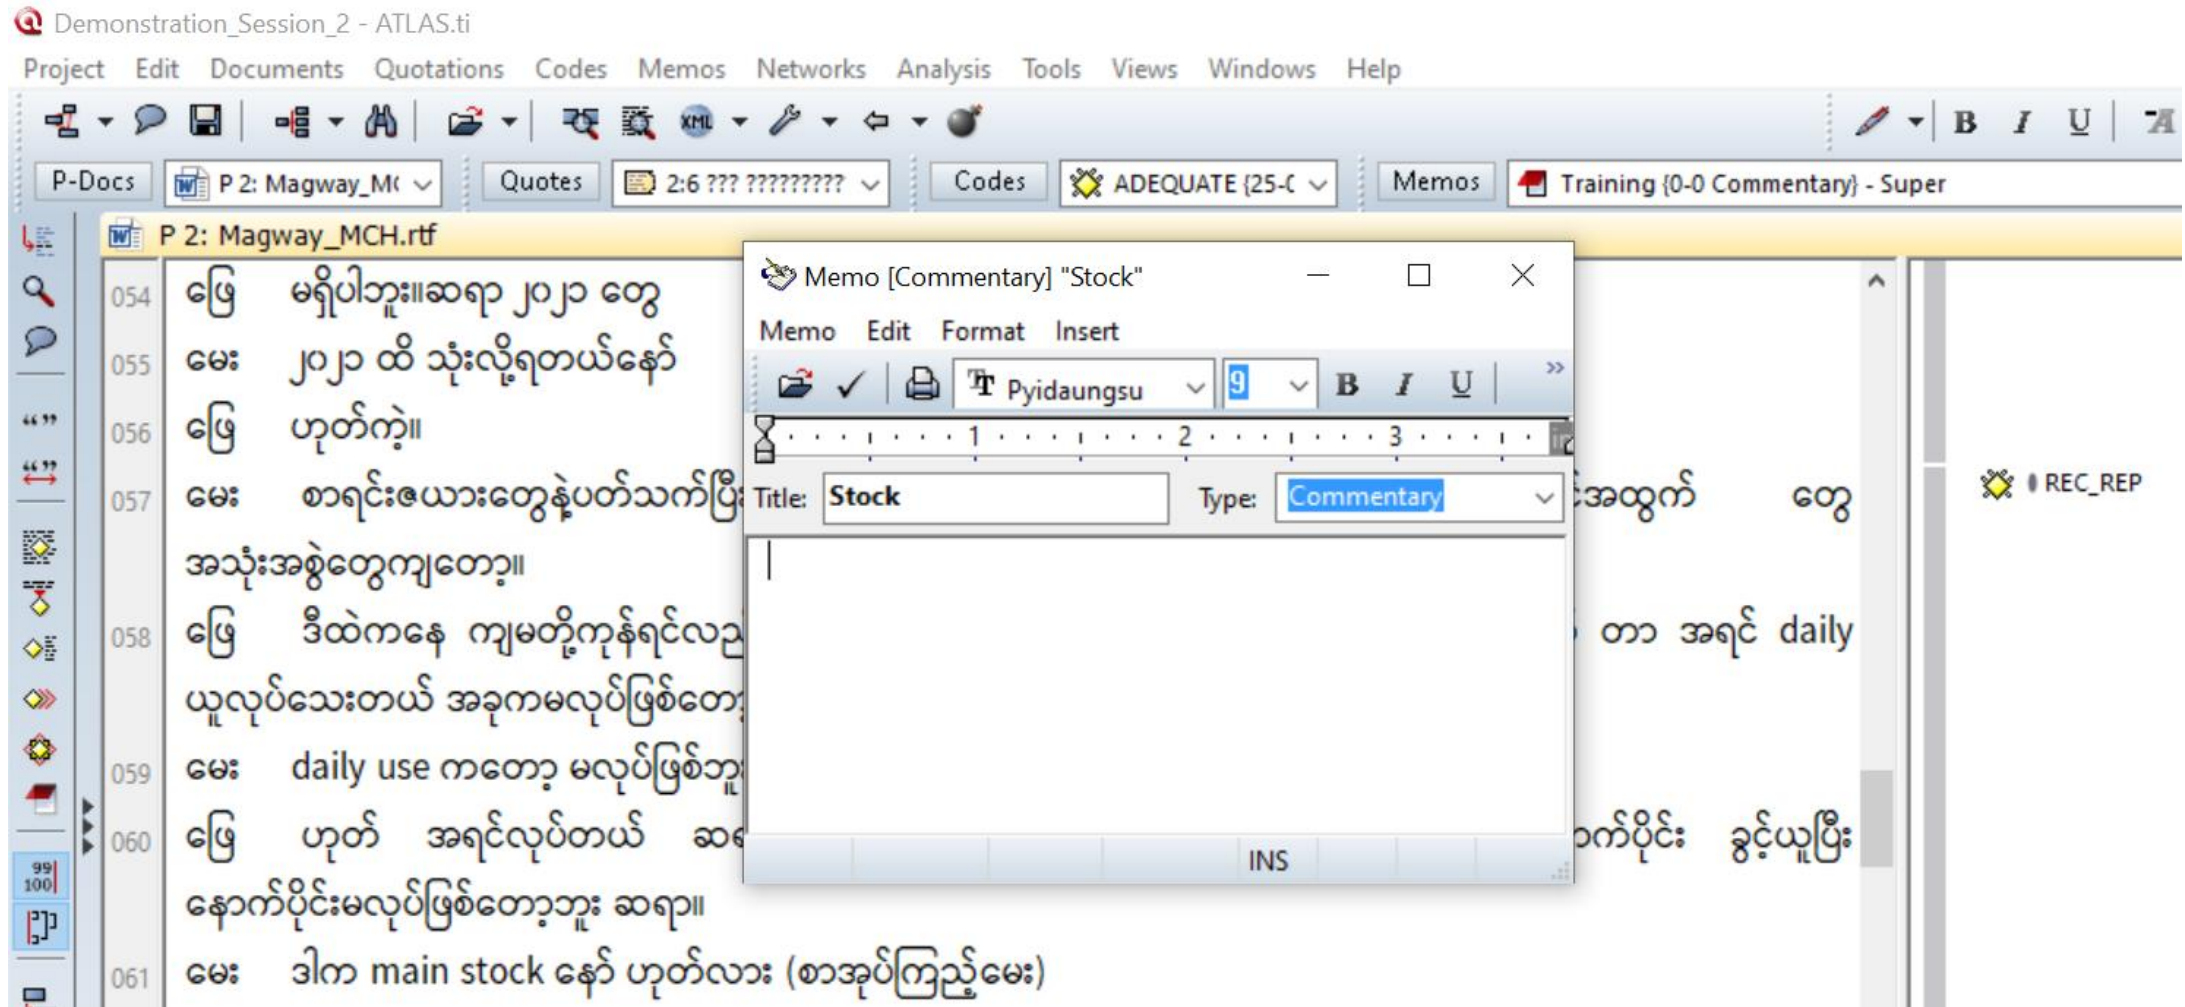 Demonstration_Session_2 - ATLAS.ti
Project Edit Documents Quotations Codes Memos Networks Analysis Tools Views Windows Help
XML B I U A
P-Docs P 2: Magway_M( Quotes 2:6 ??? ????????? Codes ADEQUATE {25-( Memos Training {0-0 Commentary} - Super
P 2: Magway_MCH.rtf
Memo [Commentary] "Stock"
Memo Edit Format Insert
Pyidaungsu 9 B I U
1 2 3
Title: Stock Type: Commentary
INS
054 ဖြေ မရှိပါဘူး။ဆရာ ၂၀၂၁ တွေ
055 မေး ၂၀၂၁ ထိ သုံးလို့ရတယ်နော်
056 ဖြေ ဟုတ်ကဲ့။
057 မေး စာရင်းဇယားတွေနဲ့ပတ်သက်ပြီး တွေ
အသုံးအစွဲတွေကျတော့။
058 ဖြေ ဒီထဲကနေ ကျမတို့ကုန်ရင်လည် တာ အရင် daily
ယူလုပ်သေးတယ် အခုကမလုပ်ဖြစ်တော့
059 မေး daily use ကတော့ မလုပ်ဖြစ်ဘူး
060 ဖြေ ဟုတ် အရင်လုပ်တယ် ဆရ ခွင့်ယူပြီး
နောက်ပိုင်းမလုပ်ဖြစ်တော့ဘူး ဆရာ။
061 မေး ဒါက main stock နော် ဟုတ်လား (စာအုပ်ကြည့်မေး)
REC_REP
99
100